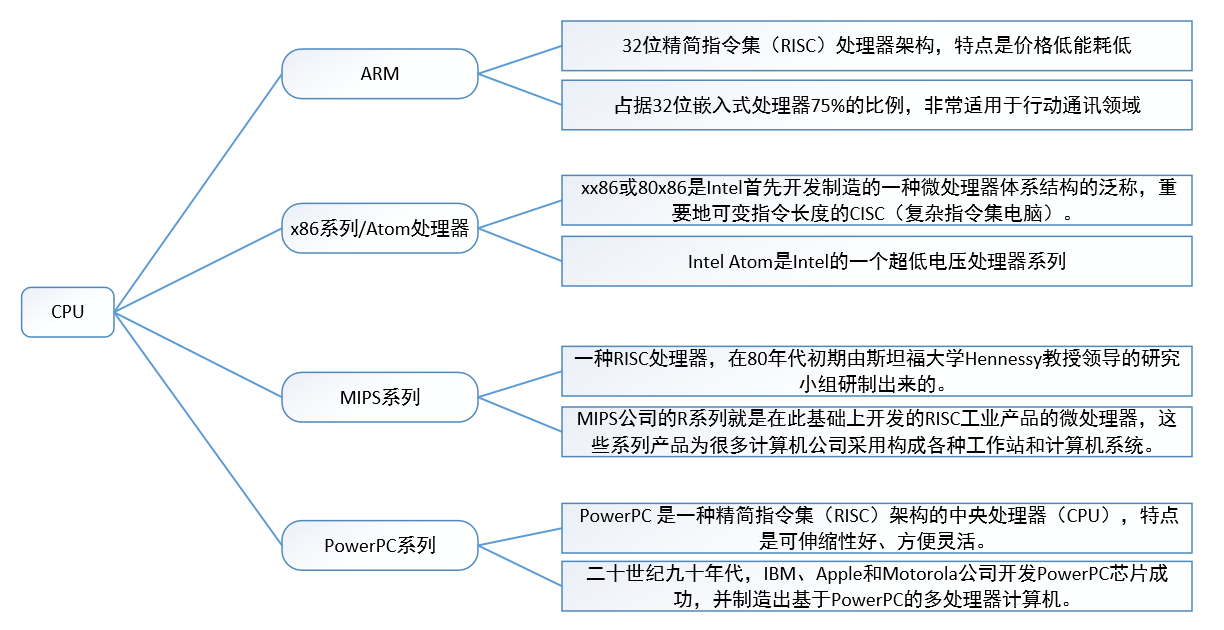 CPU
ARM
32位精简指令集（RISC）处理器架构，特点是价格低能耗低
占据32位嵌入式处理器75%的比例，非常适用于行动通讯领域
x86系列/Atom处理器
xx86或80x86是Intel首先开发制造的一种微处理器体系结构的泛称，重
要地可变指令长度的CISC（复杂指令集电脑）。
Intel Atom是Intel的一个超低电压处理器系列
MIPS系列
一种RISC处理器，在80年代初期由斯坦福大学Hennessy教授领导的研究
小组研制出来的。
MIPS公司的R系列就是在此基础上开发的RISC工业产品的微处理器，这
些系列产品为很多计算机公司采用构成各种工作站和计算机系统。
PowerPC系列
PowerPC 是一种精简指令集（RISC）架构的中央处理器（CPU），特点
是可伸缩性好、方便灵活。
二十世纪九十年代，IBM、Apple和Motorola公司开发PowerPC芯片成
功，并制造出基于PowerPC的多处理器计算机。